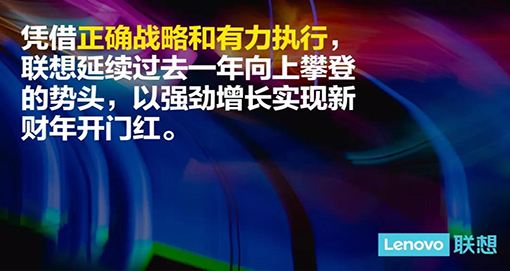 凭借正确战略和有力执行，
联想延续过去一年向上攀登
的势头，以强劲增长实现新
财年开门红。
Lenovo 联想